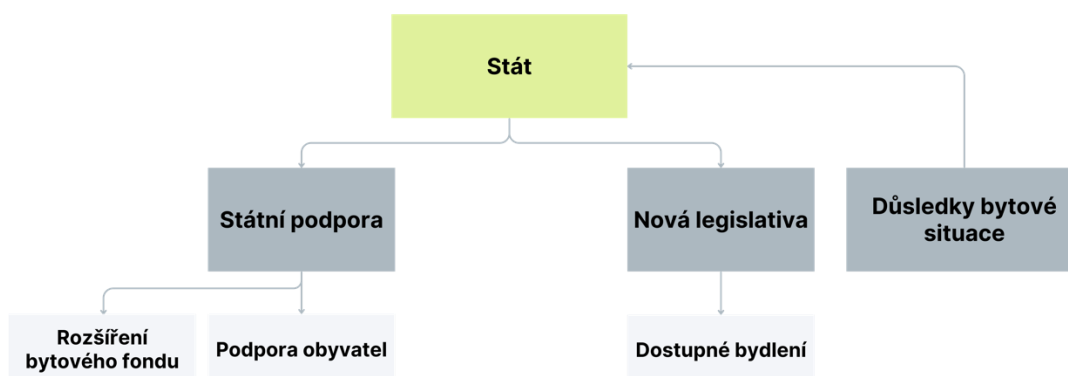 Stát
Státní podpora
Nová legislativa
Důsledky bytové
situace
Rozšíření
bytového fondu
Podpora obyvatel
Dostupné bydlení